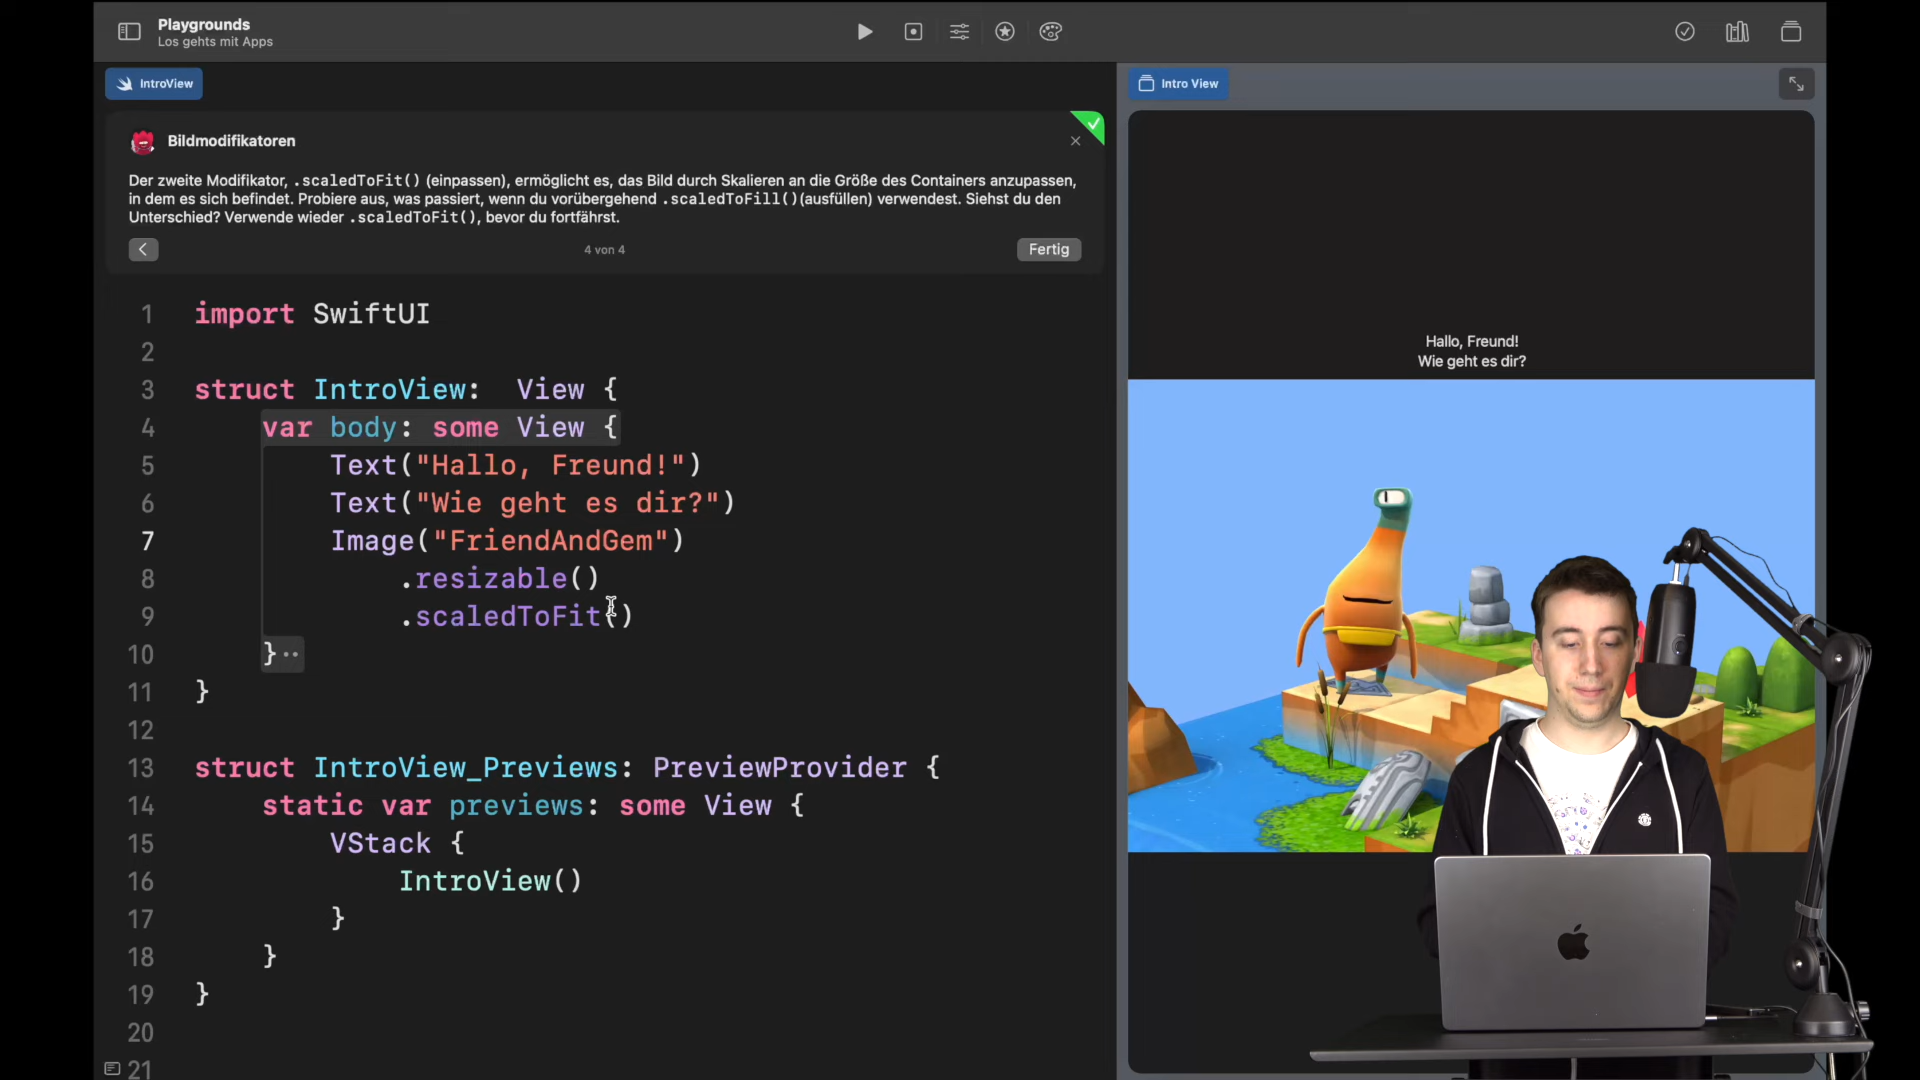 Playgrounds
Los gehts mit Apps
IntroView
Bildmodifikatoren
Der zweite Modifikator, .scaledToFit() (einpassen), ermöglicht es, das Bild durch Skalieren an die Größe des Containers anzupassen,
in dem es sich befindet. Probiere aus, was passiert, wenn du vorübergehend .scaledToFill()(ausfüllen) verwendest. Siehst du den
Unterschied? Verwende wieder .scaledToFit(), bevor du fortfährst.
4 von 4
Fertig
1 import SwiftUI
2
3 struct IntroView: View {
4 var body: some View {
5 Text("Hallo, Freund!")
6 Text("Wie geht es dir?")
7 Image("FriendAndGem")
8 .resizable()
9 .scaledToFit()
10 }
11 }
12
13 struct IntroView_Previews: PreviewProvider {
14 static var previews: some View {
15 VStack {
16 IntroView()
17 }
18 }
19 }
20
21
Intro View
Hallo, Freund!
Wie geht es dir?